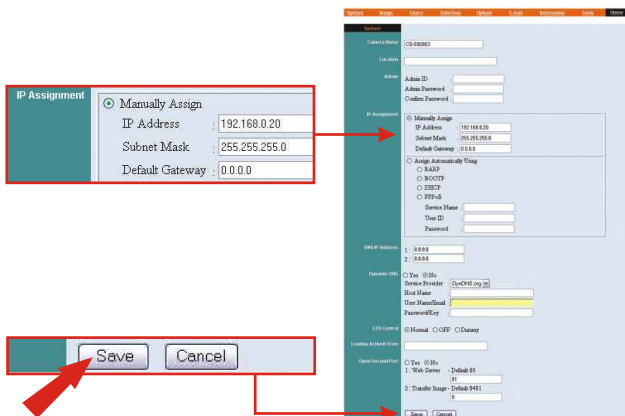 System Image Users Date/Time Upload E-mail Information Tools Home
System
Camera Name CS-592803
Location
Admin
Admin ID :
Admin Password :
Confirm Password :
IP Assignment
Manually Assign
IP Address : 192.168.0.20
Subnet Mask : 255.255.255.0
Default Gateway : 0.0.0.0
IP Assignment
Manually Assign
IP Address : 192.168.0.20
Subnet Mask : 255.255.255.0
Default Gateway : 0.0.0.0
Assign Automatically Using:
RARP
BOOTP
DHCP
PPPoE
Service Name :
User ID :
Password :
DNS IP Address
1 : 0.0.0.0
2 : 0.0.0.0
Dynamic DNS
Yes No
Service Provider : DynDNS.org
Host Name :
User Name/Email :
Password/Key :
LED Control
Normal OFF Dummy
Loading ActiveX From
Open Second Port
Yes No
1 : Web Server - Default 80
81
2 : Transfer Image - Default 9481
0
Save Cancel
Save Cancel